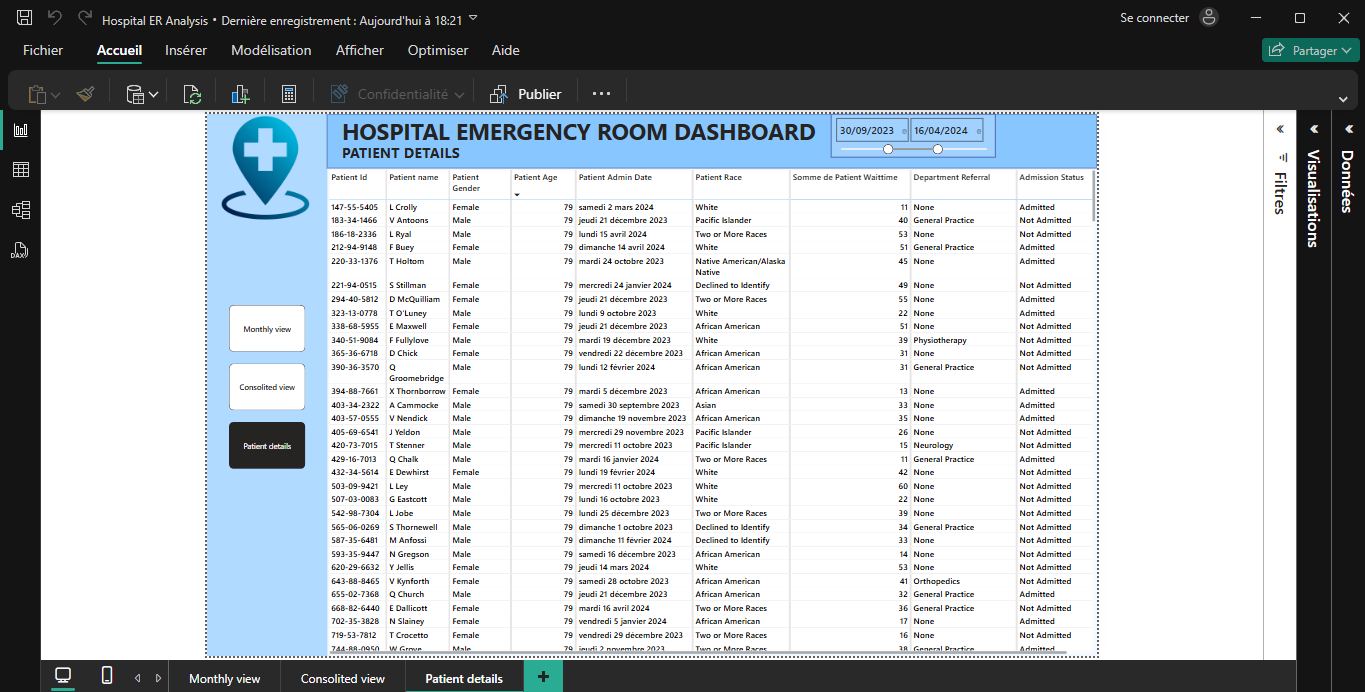 Hospital ER Analysis • Dernière enregistrement : Aujourd'hui à 18:21
Se connecter
Fichier Accueil Insérer Modélisation Afficher Optimiser Aide
Partager
Confidentialité Publier
HOSPITAL EMERGENCY ROOM DASHBOARD
PATIENT DETAILS
30/09/2023 16/04/2024
Patient Id Patient name Patient Gender Patient Age Patient Admin Date Patient Race Somme de Patient Waittime Department Referral Admission Status
147-55-5405 L Crolly Female 79 samedi 2 mars 2024 White 11 None Admitted
183-34-1466 V Antoons Male 79 jeudi 21 décembre 2023 Pacific Islander 40 General Practice Not Admitted
186-18-2336 L Ryal Male 79 lundi 15 avril 2024 Two or More Races 53 None Not Admitted
212-94-9148 F Buey Female 79 dimanche 14 avril 2024 White 51 General Practice Admitted
220-33-1376 T Holtom Male 79 mardi 24 octobre 2023 Native American/Alaska Native 45 None Admitted
221-94-0515 S Stillman Female 79 mercredi 24 janvier 2024 Declined to Identify 49 None Not Admitted
294-40-5812 D McQuilliam Female 79 jeudi 21 décembre 2023 Two or More Races 55 None Admitted
323-13-0778 T O'Luney Male 79 lundi 9 octobre 2023 White 22 None Admitted
338-68-5955 E Maxwell Female 79 jeudi 21 décembre 2023 African American 51 None Not Admitted
340-51-9084 F Fullylove Male 79 mardi 19 décembre 2023 White 39 Physiotherapy Not Admitted
365-36-6718 D Chick Female 79 vendredi 22 décembre 2023 African American 31 None Not Admitted
390-36-3570 Q Groomebridge Male 79 lundi 12 février 2024 African American 31 General Practice Not Admitted
394-88-7661 X Thornborrow Female 79 mardi 5 décembre 2023 African American 13 None Admitted
403-34-2322 A Cammocke Male 79 samedi 30 septembre 2023 Asian 33 None Admitted
403-57-0555 V Nendick Male 79 dimanche 19 novembre 2023 African American 35 None Admitted
405-69-6541 J Yeldon Male 79 mercredi 29 novembre 2023 Pacific Islander 26 None Not Admitted
420-73-7015 T Stenner Male 79 mercredi 11 octobre 2023 Pacific Islander 15 Neurology Not Admitted
429-16-7013 Q Chalk Male 79 mardi 16 janvier 2024 Two or More Races 11 General Practice Admitted
432-34-5614 E Dewhirst Female 79 lundi 19 février 2024 White 42 None Not Admitted
503-09-9421 L Ley Male 79 mercredi 11 octobre 2023 White 60 None Not Admitted
507-03-0083 G Eastcott Male 79 lundi 16 octobre 2023 White 22 None Not Admitted
542-98-7304 L Jobe Male 79 lundi 25 décembre 2023 Two or More Races 39 None Not Admitted
565-06-0269 S Thornewell Male 79 dimanche 1 octobre 2023 Declined to Identify 34 General Practice Not Admitted
587-35-6481 M Anfossi Male 79 dimanche 11 février 2024 Declined to Identify 33 None Not Admitted
593-35-9447 N Gregson Male 79 samedi 16 décembre 2023 African American 14 None Not Admitted
620-29-6632 Y Jellis Female 79 jeudi 14 mars 2024 White 53 None Not Admitted
643-88-8465 V Kynforth Male 79 samedi 28 octobre 2023 African American 41 Orthopedics Not Admitted
655-02-7368 Q Church Male 79 jeudi 21 décembre 2023 African American 32 General Practice Admitted
668-82-6440 E Dallicott Female 79 mardi 16 avril 2024 Two or More Races 36 General Practice Not Admitted
702-35-3828 N Slainey Female 79 vendredi 5 janvier 2024 African American 17 None Admitted
719-53-7812 T Crocetto Female 79 vendredi 29 décembre 2023 Two or More Races 16 None Not Admitted
744-88-0950 W Grove Male 79 jeudi 2 novembre 2023 Two or More Races 38 General Practice Admitted
Monthly view
Consolited view
Patient details
Filtres
Visualisations
Données
DAX
Monthly view Consolited view Patient details +